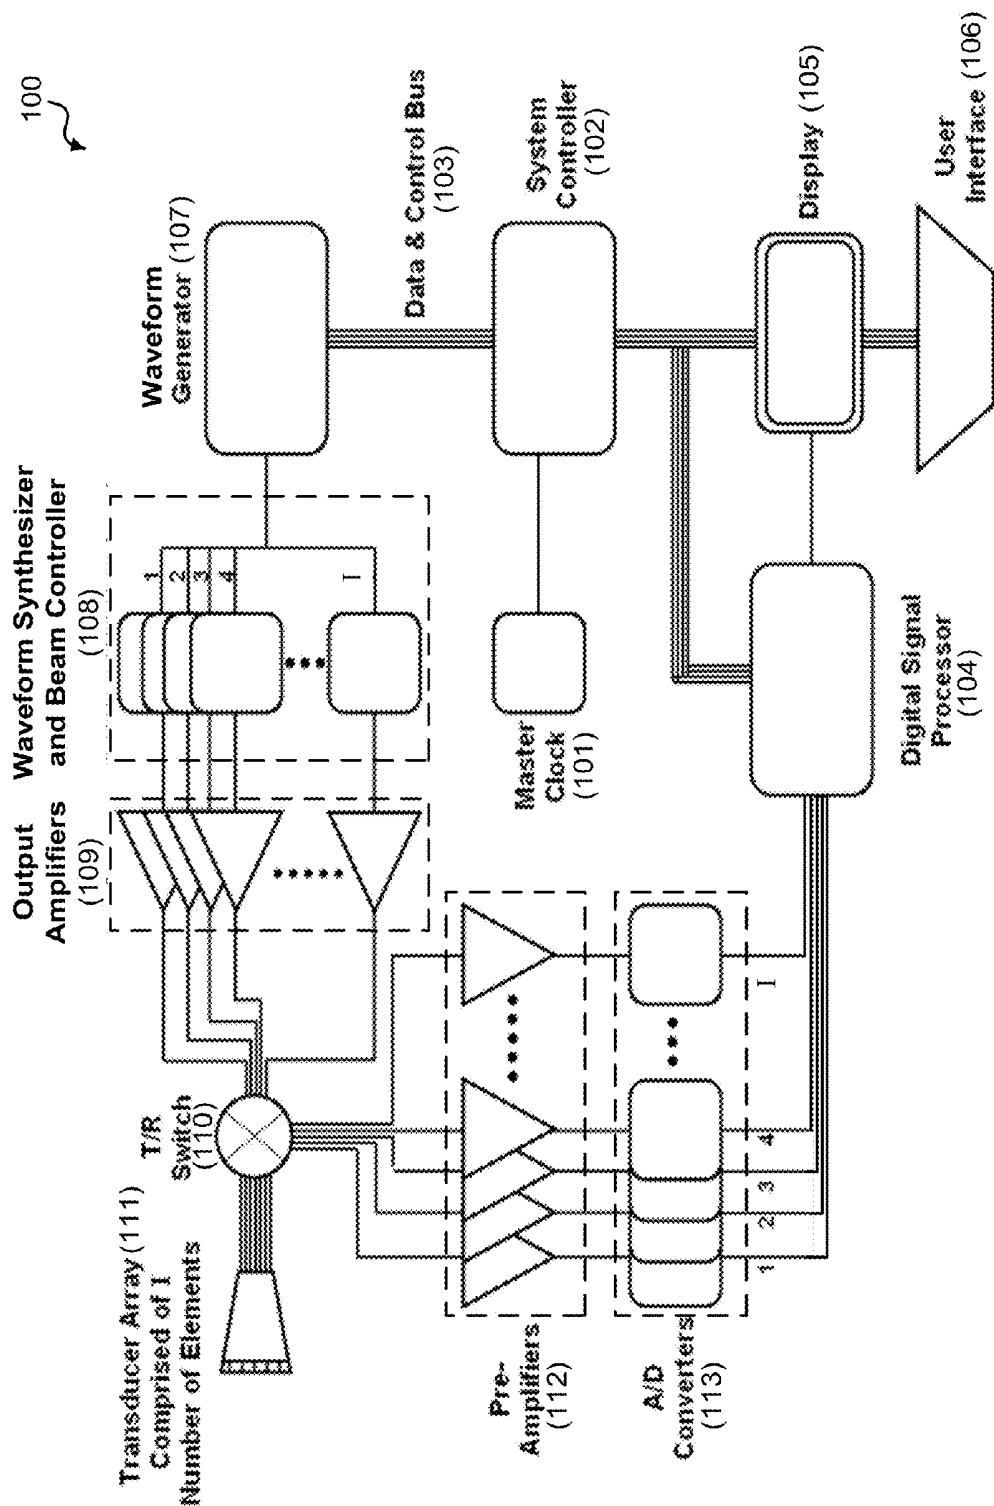 100
Transducer Array (111)
Comprised of I
Number of Elements
T/R
Switch
(110)
Output
Amplifiers
(109)
Waveform Synthesizer
and Beam Controller
(108)
1
2
3
4
I
Waveform
Generator (107)
Data & Control Bus
(103)
Pre-
Amplifiers
(112)
Master
Clock
(101)
System
Controller
(102)
A/D
Converters
(113)
1
2
3
4
I
Digital Signal
Processor
(104)
Display (105)
User
Interface (106)